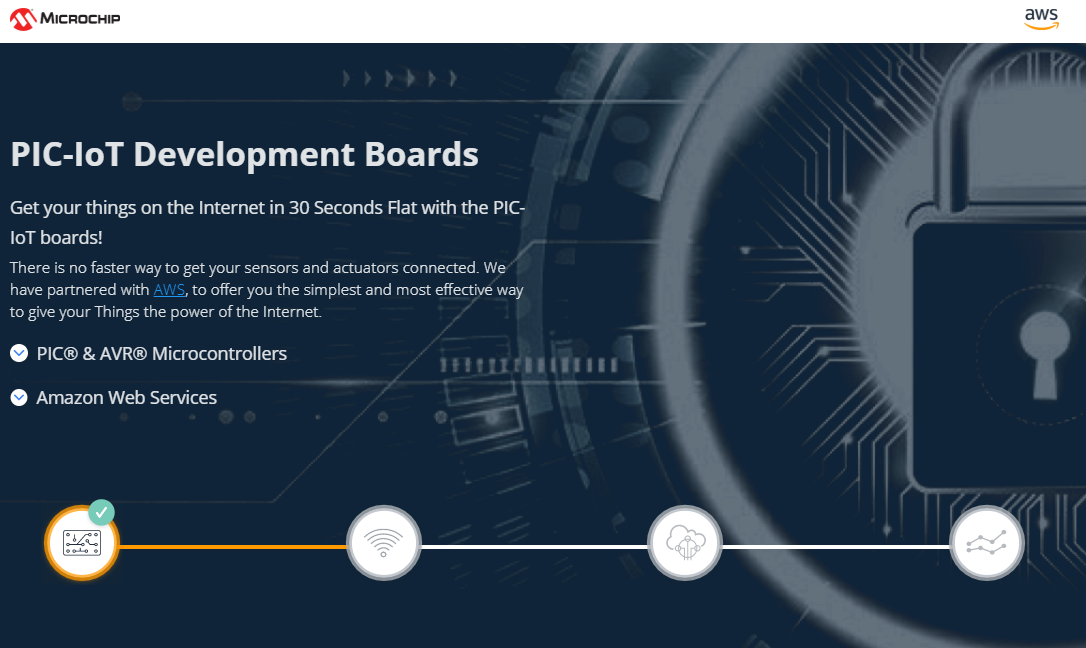 MICROCHIP
aws
PIC-IoT Development Boards
Get your things on the Internet in 30 Seconds Flat with the PIC-
IoT boards!
There is no faster way to get your sensors and actuators connected. We
have partnered with AWS, to offer you the simplest and most effective way
to give your Things the power of the Internet.
PIC® & AVR® Microcontrollers
Amazon Web Services